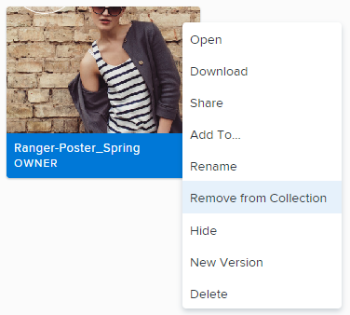 Ranger-Poster_Spring
OWNER
Open
Download
Share
Add To...
Rename
Remove from Collection
Hide
New Version
Delete